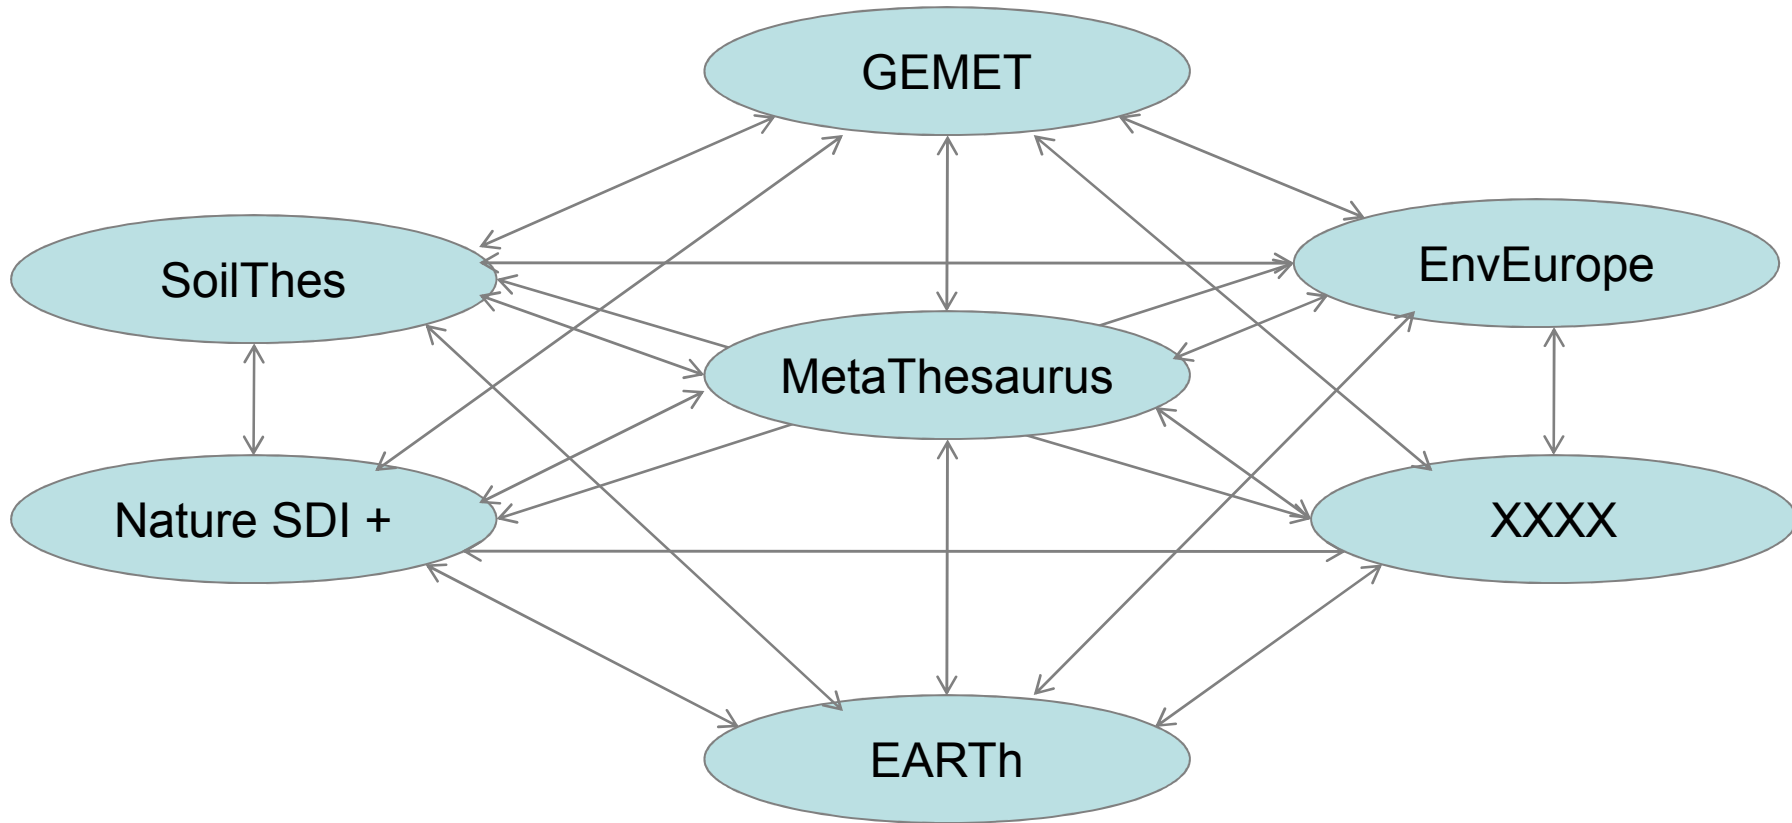 GEMET
SoilThes
EnvEurope
MetaThesaurus
Nature SDI +
XXXX
EARTh